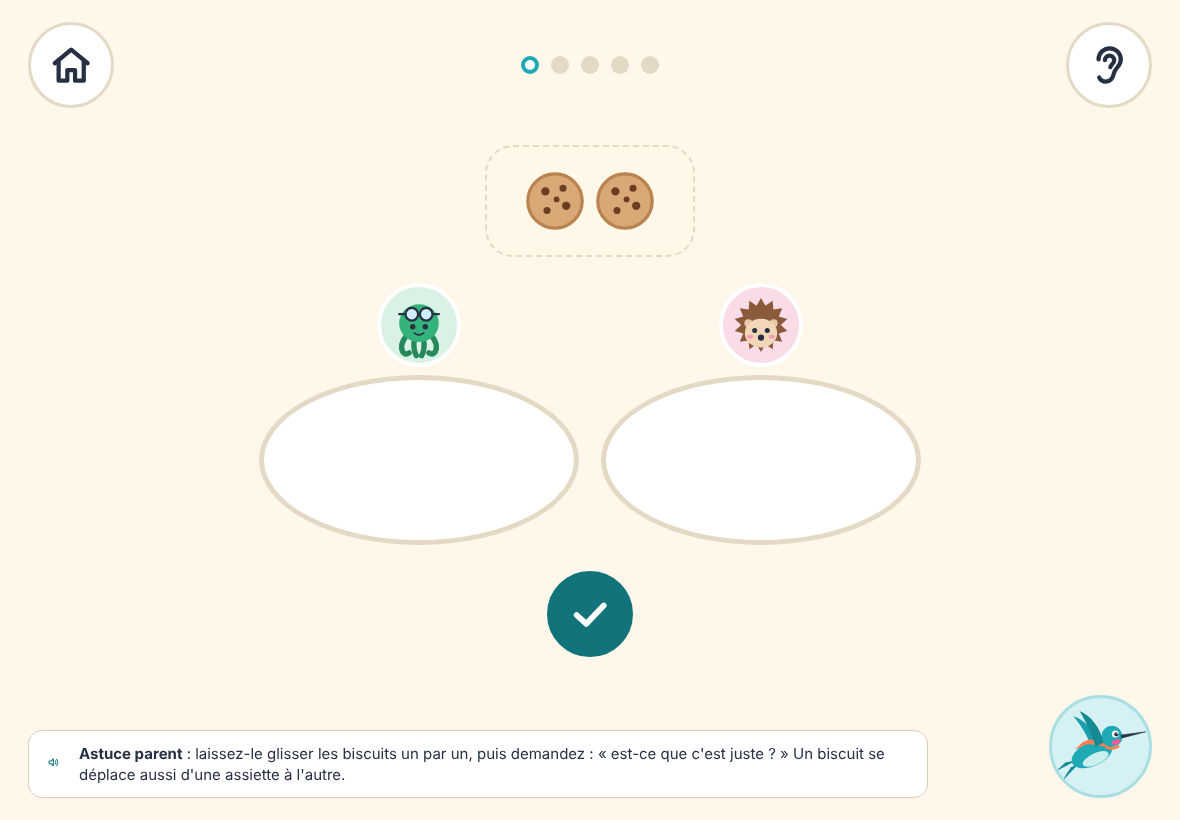 Astuce parent : laissez-le glisser les biscuits un par un, puis demandez : « est-ce que c'est juste ? » Un biscuit se
déplace aussi d'une assiette à l'autre.